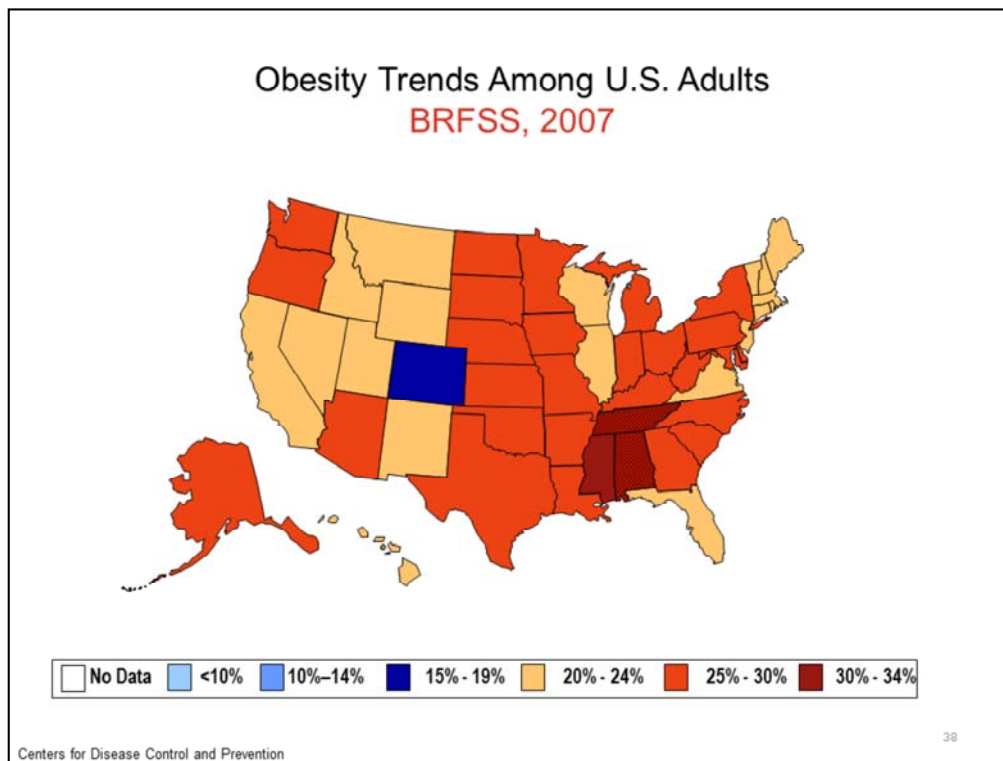 Obesity Trends Among U.S. Adults
BRFSS, 2007
No Data <10% 10%–14% 15% - 19% 20% - 24% 25% - 30% 30% - 34%
38
Centers for Disease Control and Prevention